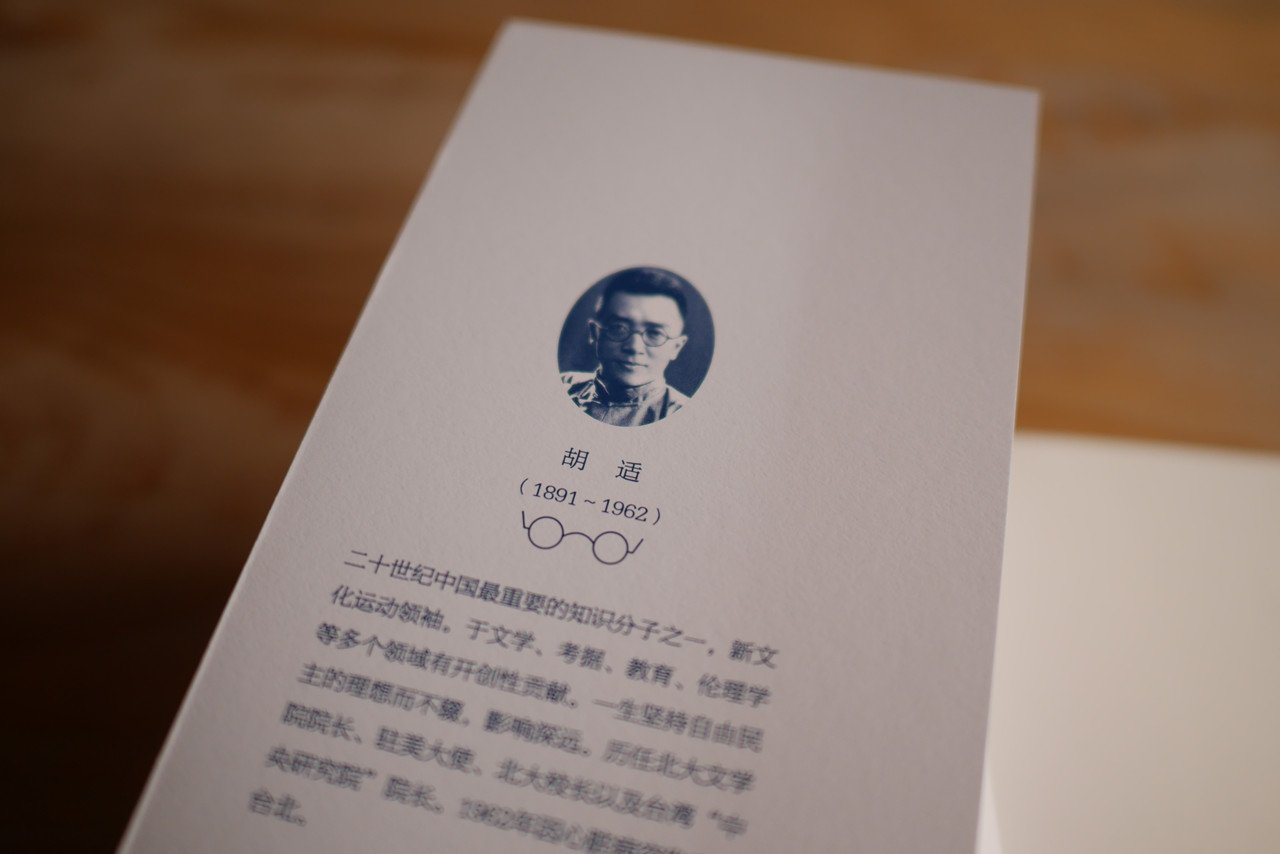 胡 适
(1891~1962)
二十世纪中国最重要的知识分子之一，新文
化运动领袖。于文学、考据、教育、伦理学
等多个领域有开创性贡献。一生坚持自由民
主的理想而不懈，影响深远。历任北大文学
院院长、驻美大使、北大校长以及台湾“中
央研究院”院长。1962年因心脏病
台北。